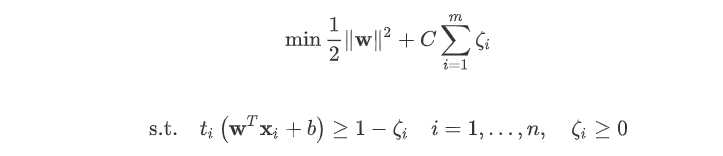 min 1/2 ‖w‖² + C ∑_{i=1}^{m} ζ_i
s.t. t_i (w^T x_i + b) ≥ 1 − ζ_i i = 1, . . . , n, ζ_i ≥ 0